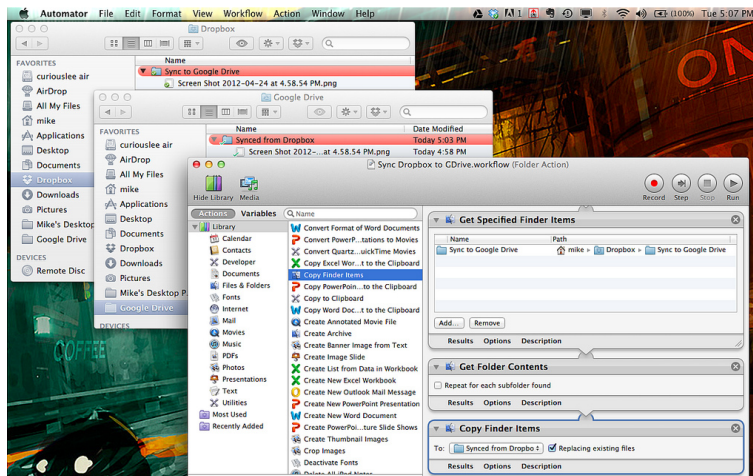 Automator File Edit Format View Workflow Action Window Help 1 (100%) Tue 5:07 PM
Dropbox
FAVORITES
curiouslee air
AirDrop
All My Files
mike
Applications
Desktop
Documents
Dropbox
Downloads
Pictures
Mike's Desktop
Google Drive
DEVICES
Remote Disc
Name
Sync to Google Drive
Screen Shot 2012-04-24 at 4.58.54 PM.png
Google Drive
FAVORITES
curiouslee air
AirDrop
All My Files
mike
Applications
Desktop
Documents
Dropbox
Downloads
Pictures
Mike's Desktop P
Google Drive
DEVICES
Name Date Modified
Synced from Dropbox Today 5:03 PM
Screen Shot 2012-...at 4.58.54 PM.png Today 4:58 PM
Sync Dropbox to GDrive.workflow (Folder Action)
Hide Library Media Record Step Stop Run
Actions Variables Name
Library
Calendar
Contacts
Developer
Documents
Files & Folders
Fonts
Internet
Mail
Movies
Music
PDFs
Photos
Presentations
Text
Utilities
Most Used
Recently Added
Convert Format of Word Documents
Convert PowerP...tations to Movies
Convert Quartz...uickTime Movies
Copy Excel Wor...t to the Clipboard
Copy Finder Items
Copy PowerPoin...to the Clipboard
Copy to Clipboard
Copy Word Doc...t to the Clipboard
Create Annotated Movie File
Create Archive
Create Banner Image from Text
Create Image Slide
Create List from Data in Workbook
Create New Excel Workbook
Create New Outlook Mail Message
Create New PowerPoint Presentation
Create New Word Document
Create PowerPoi...ture Slide Shows
Create Thumbnail Images
Crop Images
Deactivate Fonts
Delete All iPod Notes
Get Specified Finder Items
Name Path
Sync to Google Drive mike Dropbox Sync to Google Drive
Add... Remove
Results Options Description
Get Folder Contents
Repeat for each subfolder found
Results Options Description
Copy Finder Items
To: Synced from Dropbo Replacing existing files
Results Options Description
COFFEE
ON